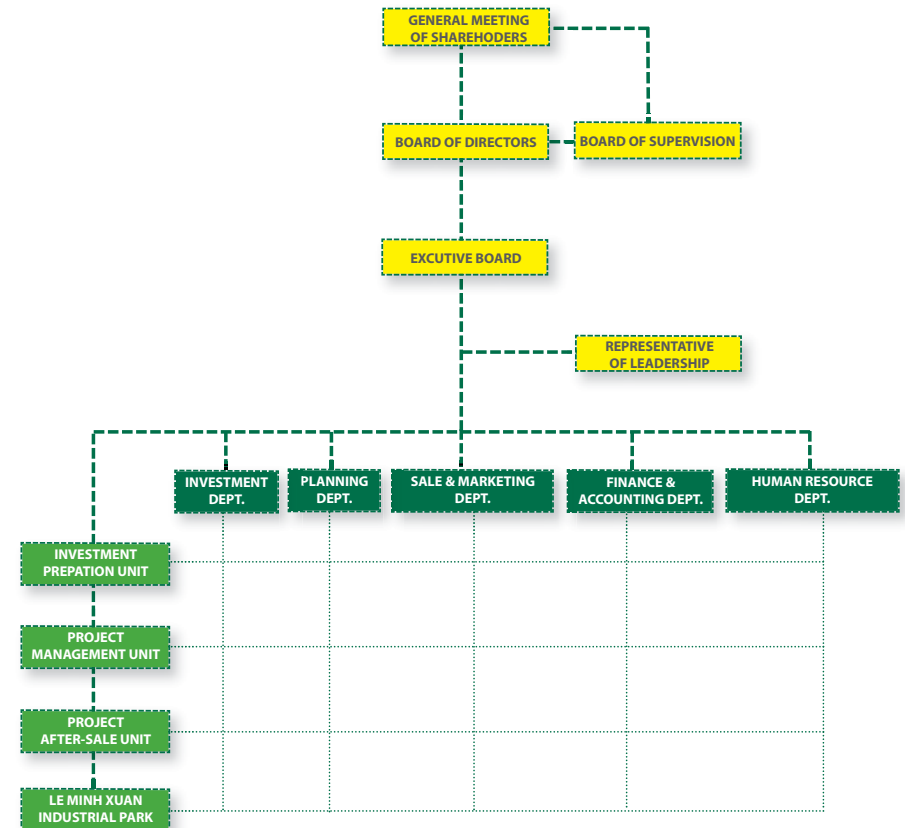 GENERAL MEETING
OF SHAREHODERS
BOARD OF DIRECTORS
BOARD OF SUPERVISION
EXCUTIVE BOARD
REPRESENTATIVE
OF LEADERSHIP
INVESTMENT
DEPT.
PLANNING
DEPT.
SALE & MARKETING
DEPT.
FINANCE &
ACCOUNTING DEPT.
HUMAN RESOURCE
DEPT.
INVESTMENT
PREPATION UNIT
PROJECT
MANAGEMENT UNIT
PROJECT
AFTER-SALE UNIT
LE MINH XUAN
INDUSTRIAL PARK